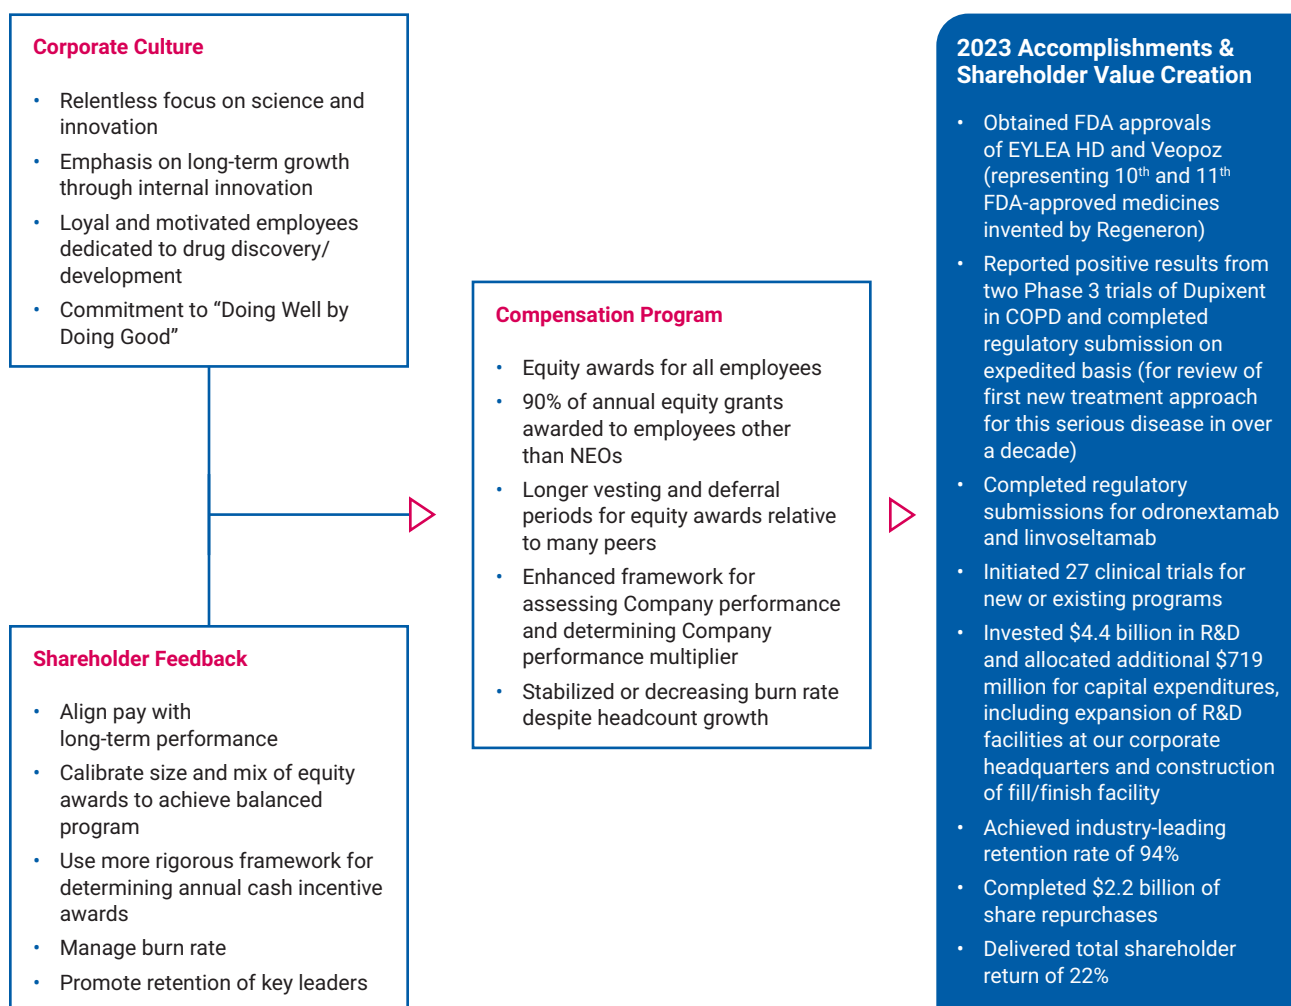 Corporate Culture
• Relentless focus on science and
innovation
• Emphasis on long-term growth
through internal innovation
• Loyal and motivated employees
dedicated to drug discovery/
development
• Commitment to “Doing Well by
Doing Good”
Shareholder Feedback
• Align pay with
long-term performance
• Calibrate size and mix of equity
awards to achieve balanced
program
• Use more rigorous framework for
determining annual cash incentive
awards
• Manage burn rate
• Promote retention of key leaders
Compensation Program
• Equity awards for all employees
• 90% of annual equity grants
awarded to employees other
than NEOs
• Longer vesting and deferral
periods for equity awards relative
to many peers
• Enhanced framework for
assessing Company performance
and determining Company
performance multiplier
• Stabilized or decreasing burn rate
despite headcount growth
2023 Accomplishments &
Shareholder Value Creation
• Obtained FDA approvals
of EYLEA HD and Veopoz
(representing 10th and 11th
FDA-approved medicines
invented by Regeneron)
• Reported positive results from
two Phase 3 trials of Dupixent
in COPD and completed
regulatory submission on
expedited basis (for review of
first new treatment approach
for this serious disease in over
a decade)
• Completed regulatory
submissions for odronextamab
and linvoseltamab
• Initiated 27 clinical trials for
new or existing programs
• Invested $4.4 billion in R&D
and allocated additional $719
million for capital expenditures,
including expansion of R&D
facilities at our corporate
headquarters and construction
of fill/finish facility
• Achieved industry-leading
retention rate of 94%
• Completed $2.2 billion of
share repurchases
• Delivered total shareholder
return of 22%